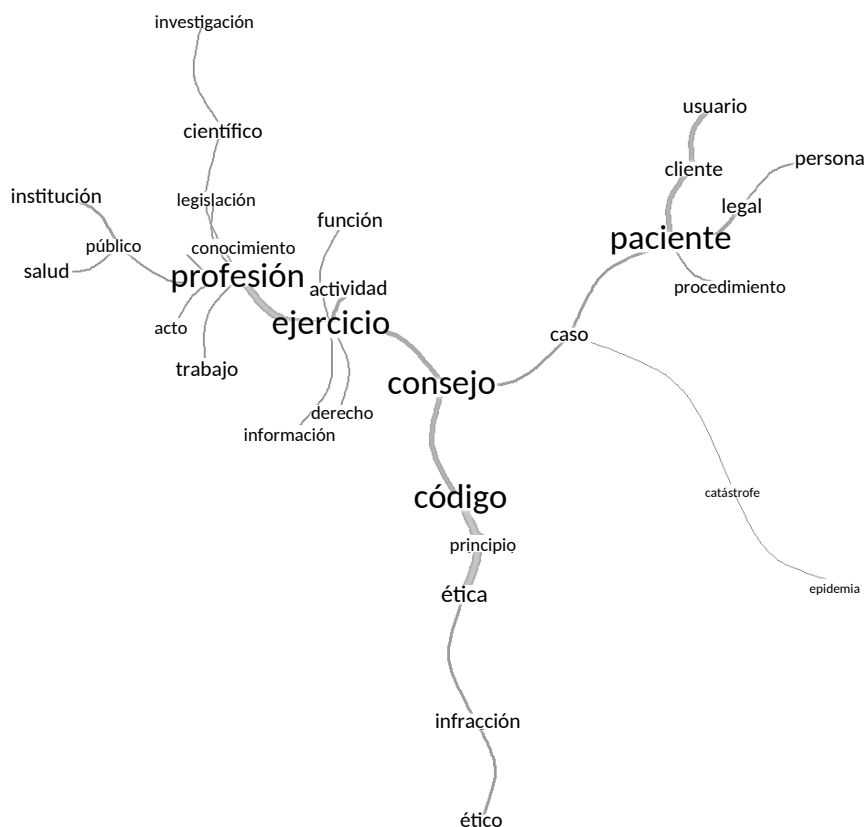 investigación
usuario
científico
persona
cliente
institución
legislación
legal
función
paciente
público
conocimiento
salud
profesión
procedimiento
actividad
ejercicio
acto
caso
trabajo
consejo
derecho
información
catástrofe
código
principio
epidemia
ética
infracción
ético